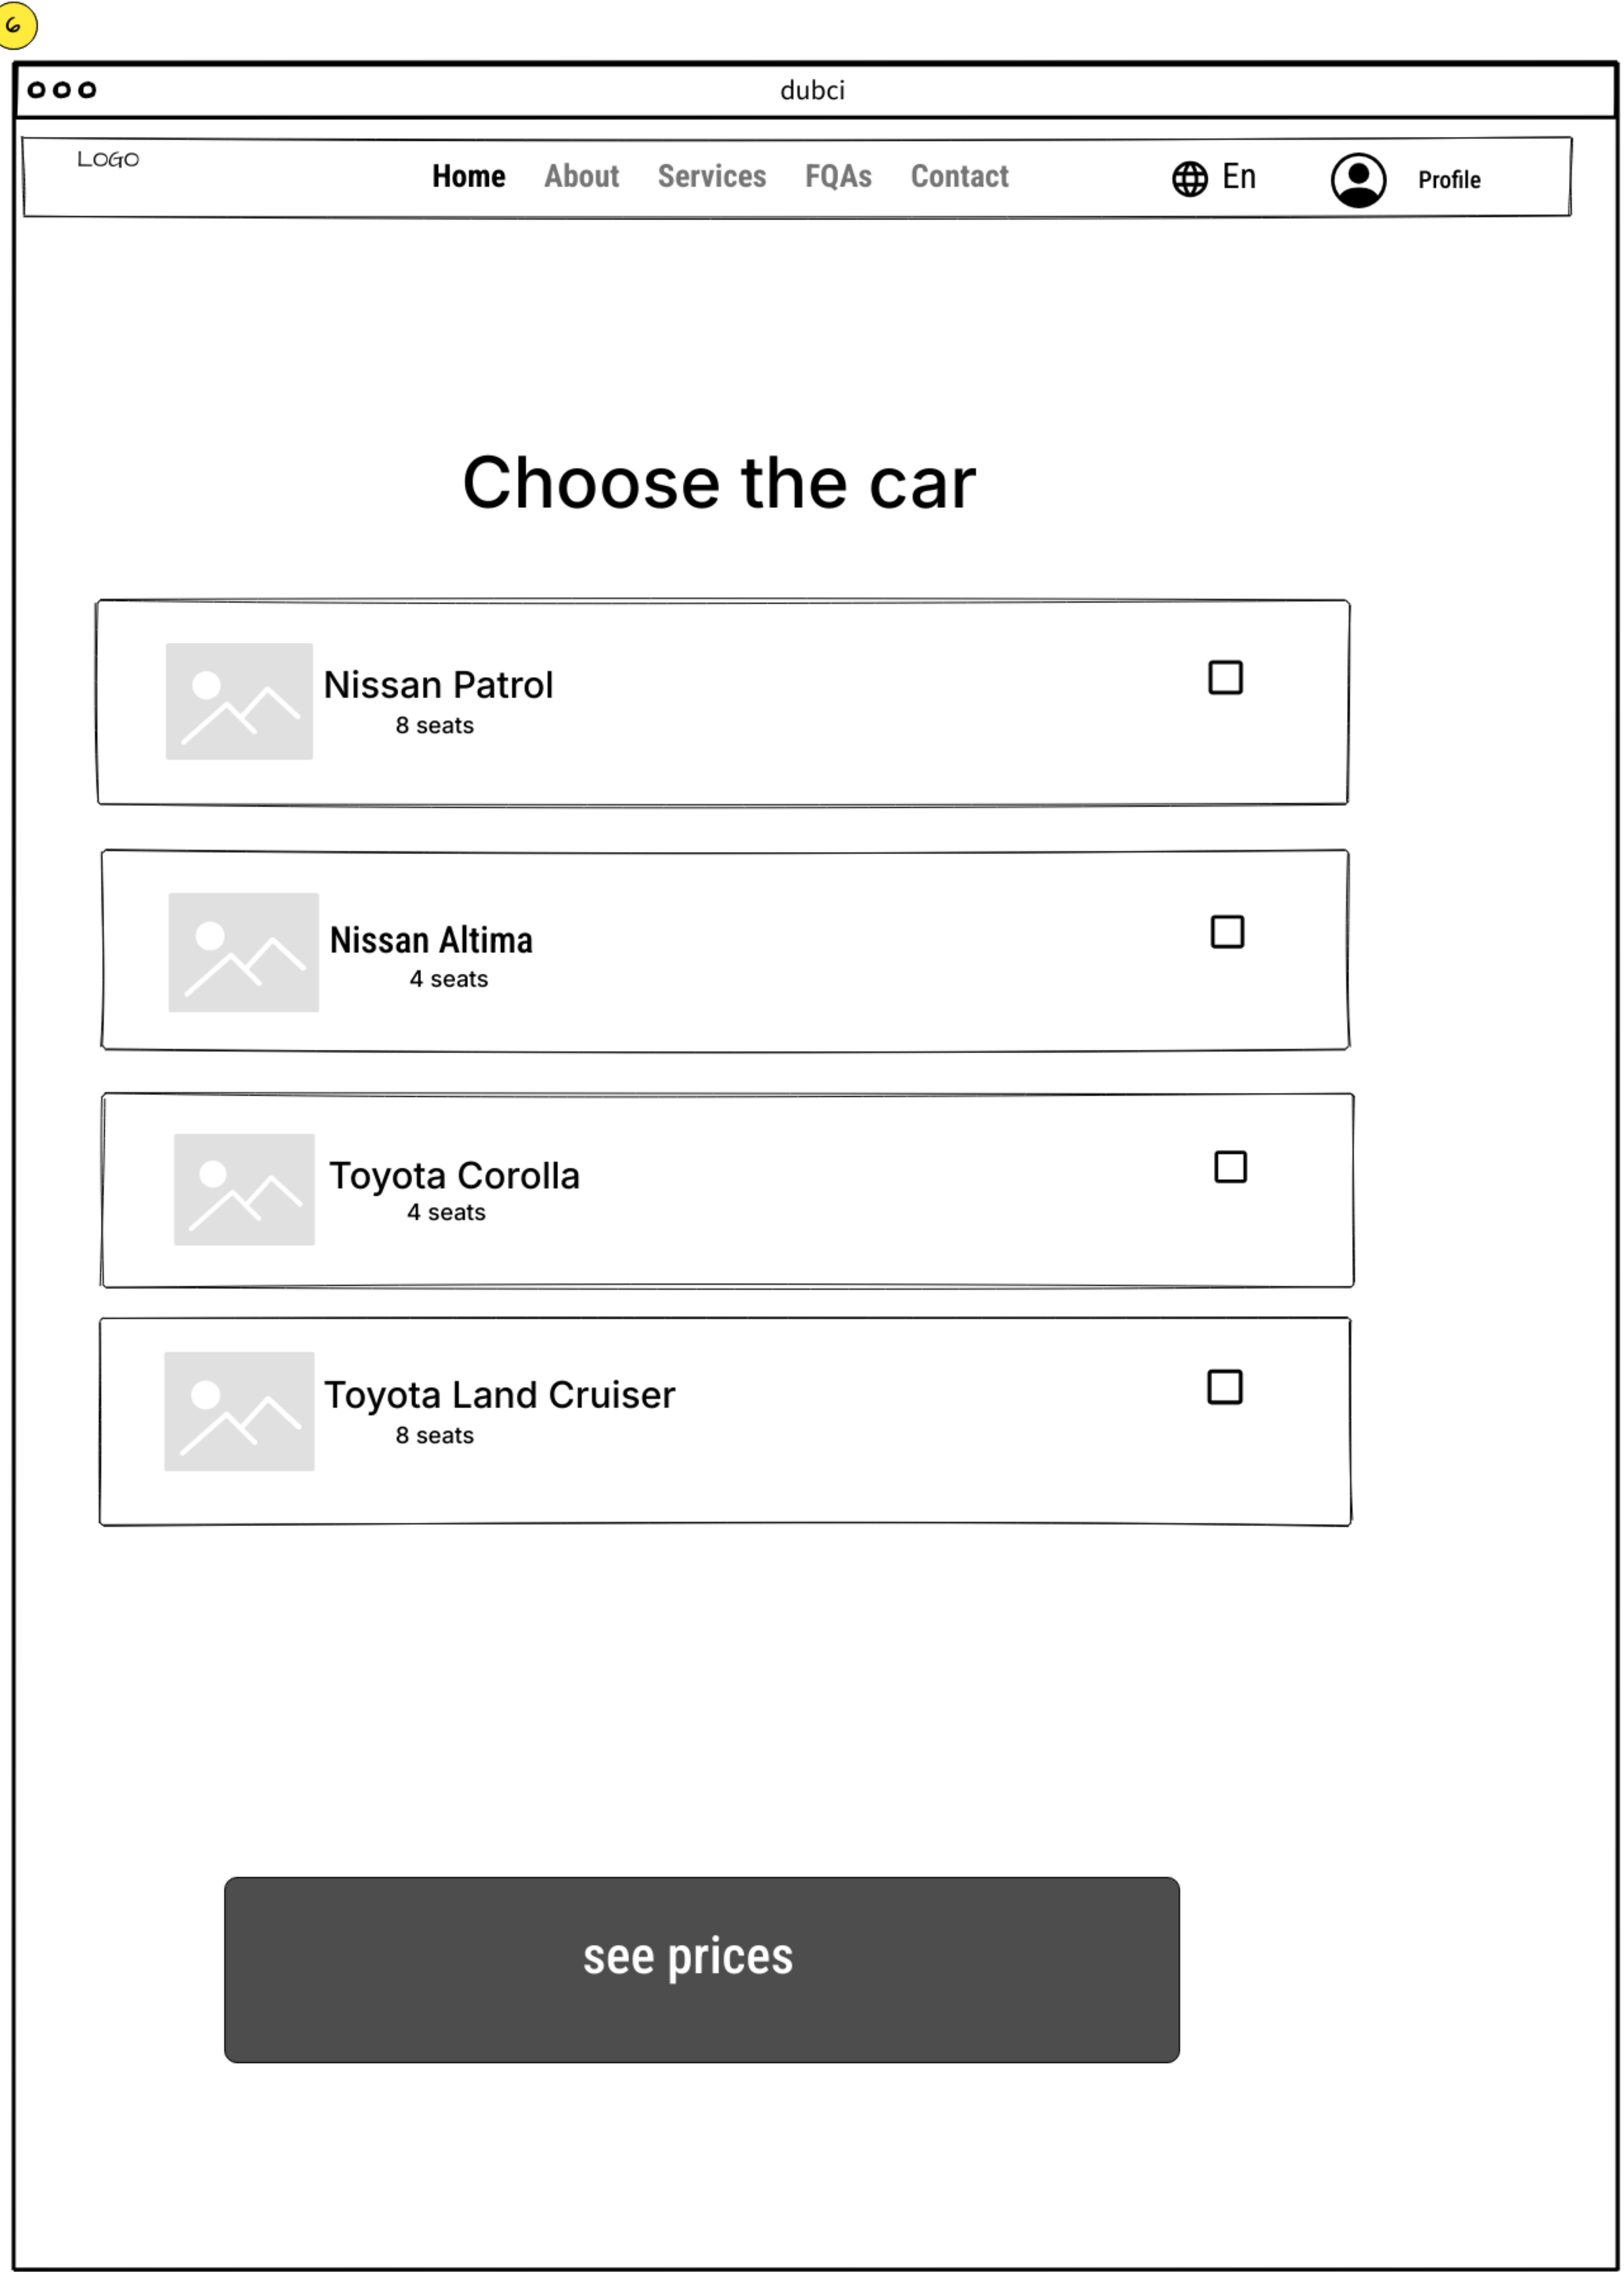 6
dubci
LOGO Home About Services FQAs Contact En Profile
Choose the car
Nissan Patrol
8 seats
Nissan Altima
4 seats
Toyota Corolla
4 seats
Toyota Land Cruiser
8 seats
see prices